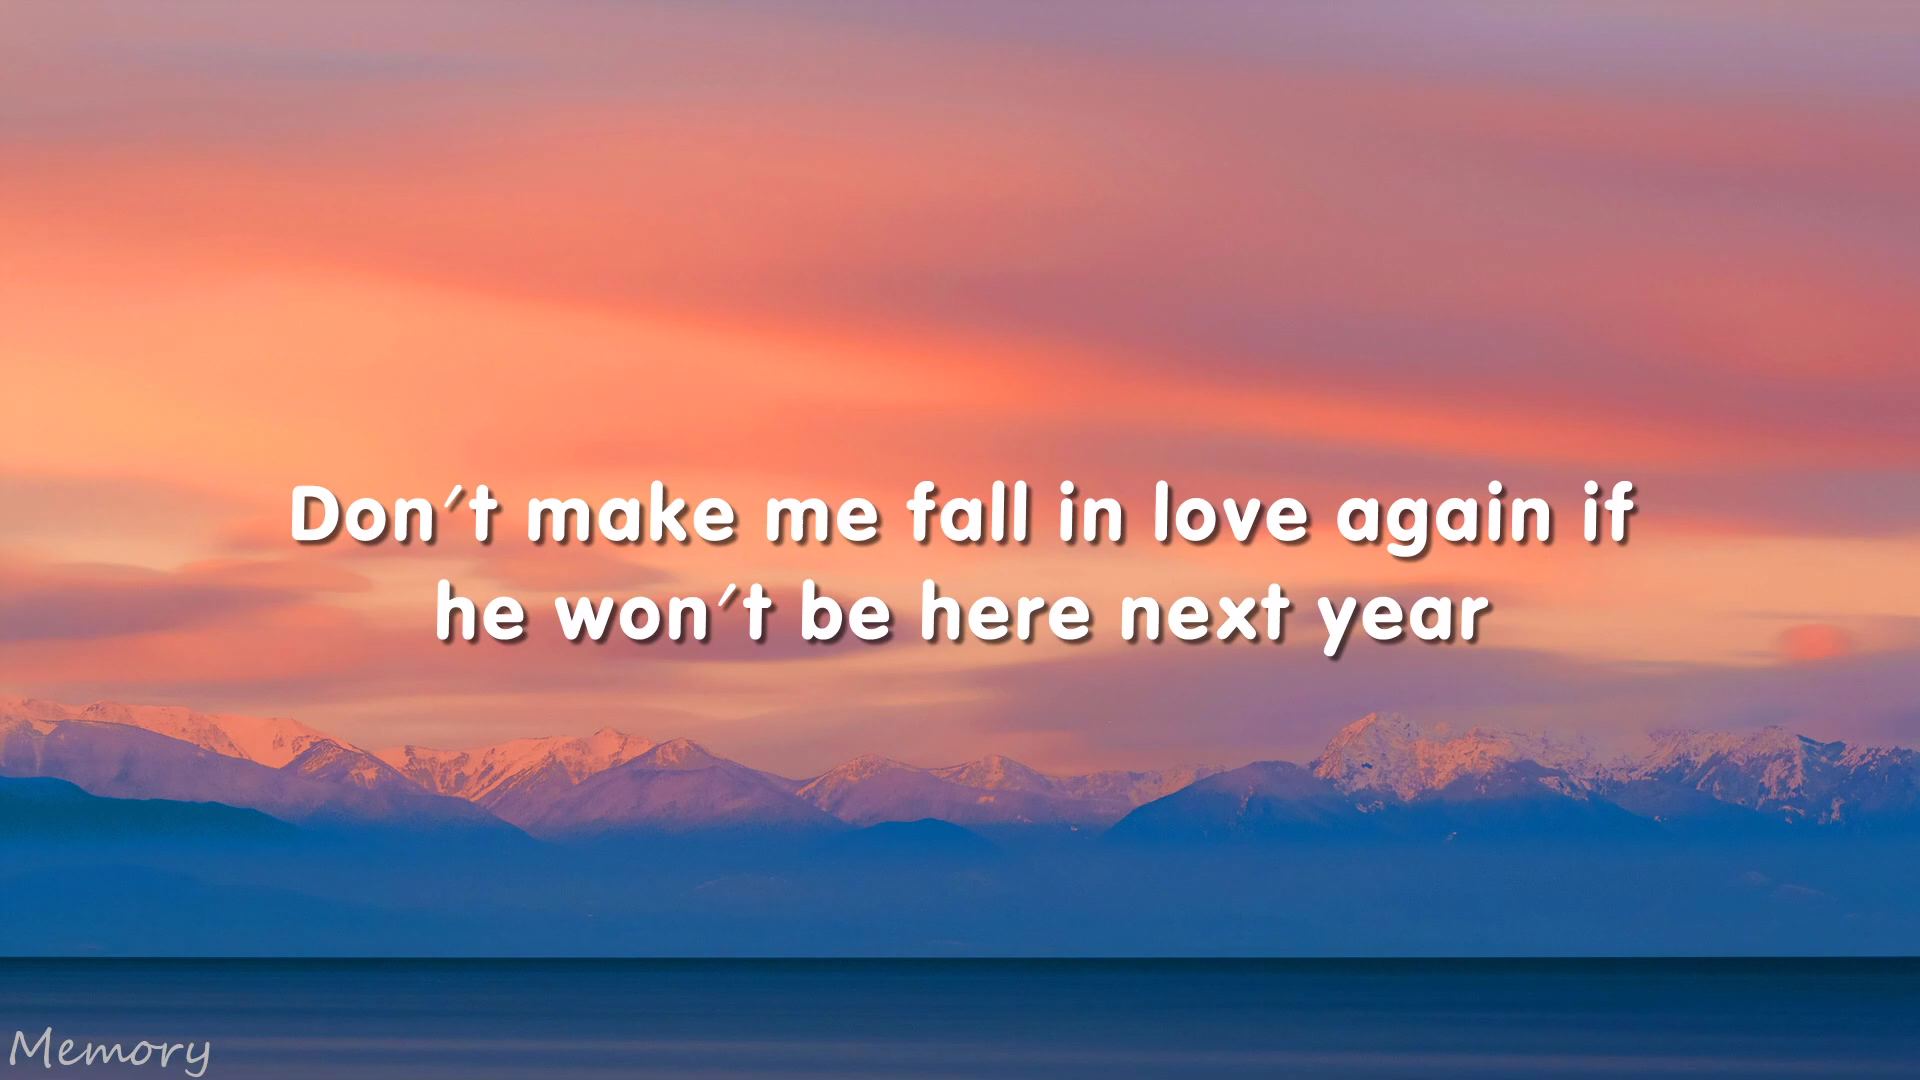 Don't make me fall in love again if
he won't be here next year
Memory